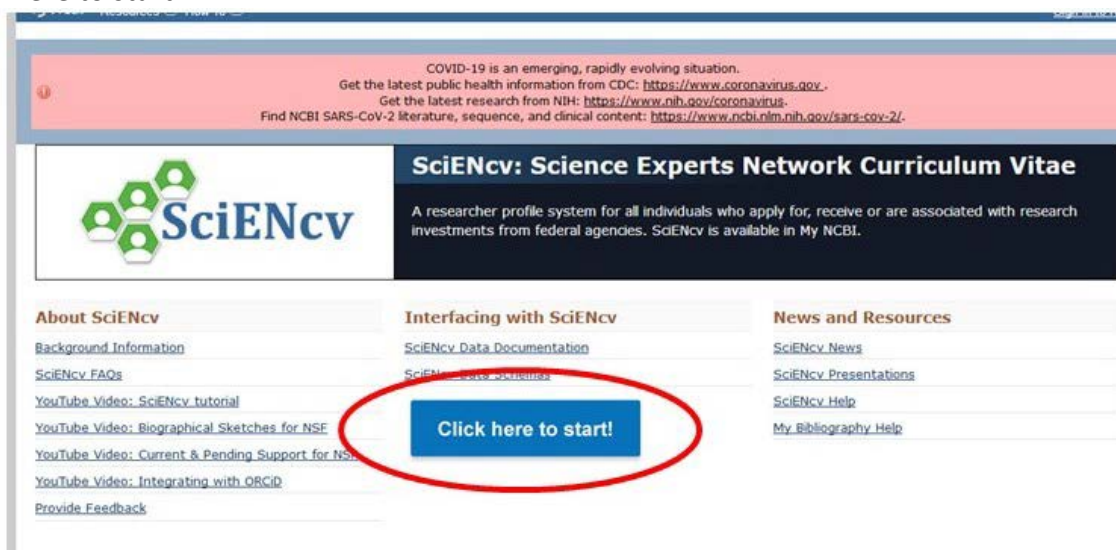 Resources How To
COVID-19 is an emerging, rapidly evolving situation.
Get the latest public health information from CDC: https://www.coronavirus.gov .
Get the latest research from NIH: https://www.nih.gov/coronavirus.
Find NCBI SARS-CoV-2 literature, sequence, and clinical content: https://www.ncbi.nlm.nih.gov/sars-cov-2/.
SciENcv
SciENcv: Science Experts Network Curriculum Vitae
A researcher profile system for all individuals who apply for, receive or are associated with research
investments from federal agencies. SciENcv is available in My NCBI.
About SciENcv
Background Information
SciENcv FAQs
YouTube Video: SciENcv tutorial
YouTube Video: Biographical Sketches for NSF
YouTube Video: Current & Pending Support for NSF
YouTube Video: Integrating with ORCiD
Provide Feedback
Interfacing with SciENcv
SciENcv Data Documentation
SciENcv Data Schemas
Click here to start!
News and Resources
SciENcv News
SciENcv Presentations
SciENcv Help
My Bibliography Help